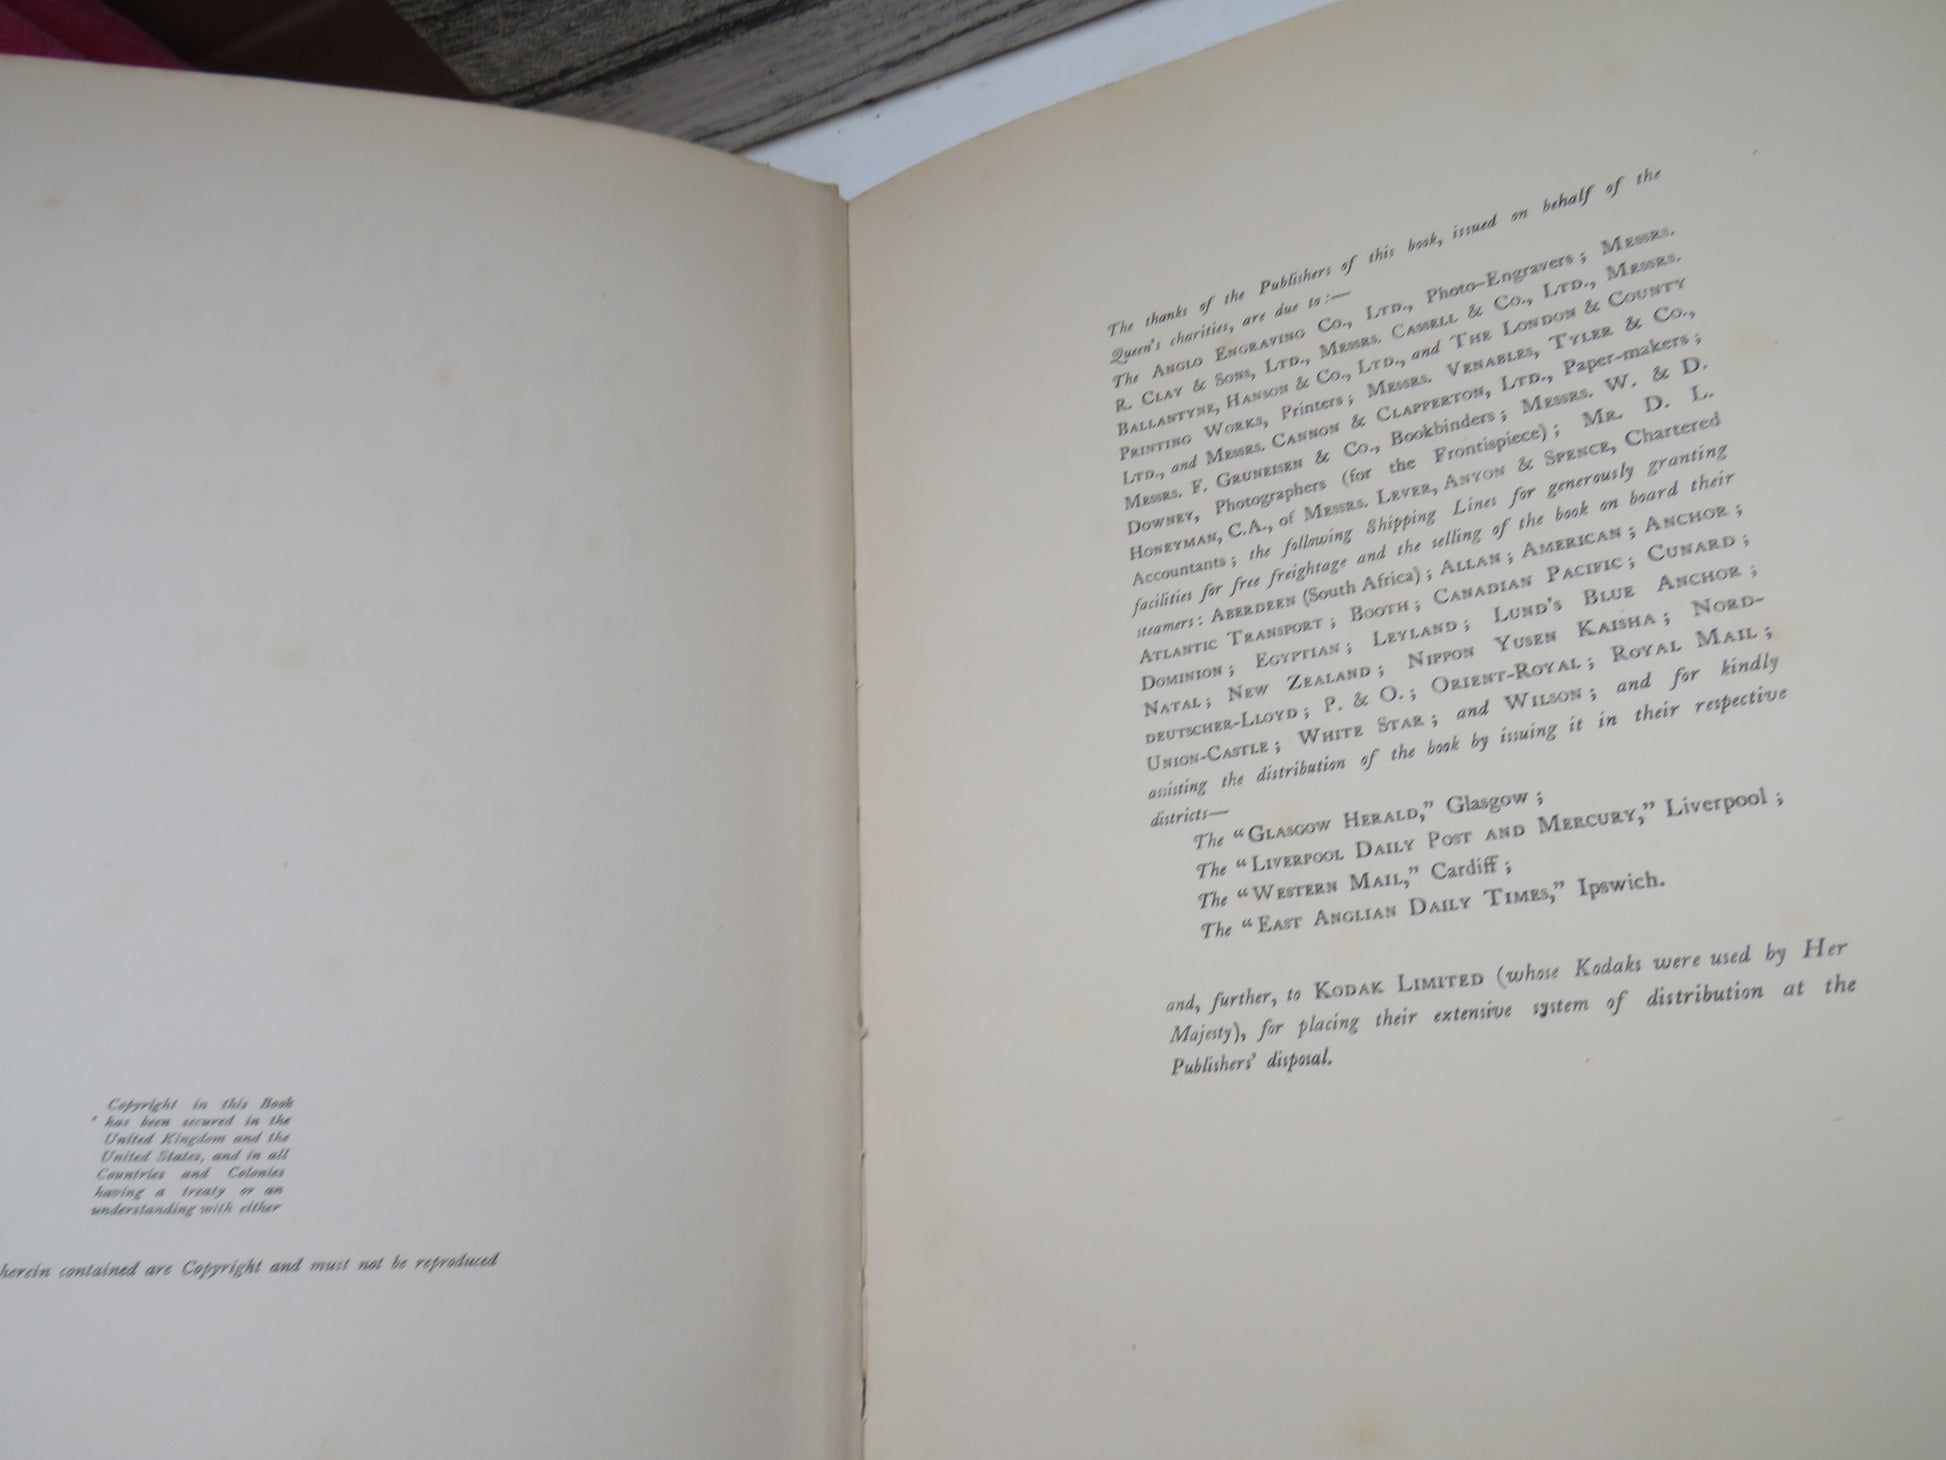 Copyright in this Book
has been secured in the
United Kingdom and the
United States, and in all
Countries and Colonies
having a treaty or an
understanding with either
herein contained are Copyright and must not be reproduced
The thanks of the Publishers of this book, issued on behalf of the
Queen's charities, are due to:—
The ANGLO ENGRAVING CO., LTD., Photo-Engravers; MESSRS.
R. CLAY & SONS, LTD., MESSRS. CASSELL & CO., LTD., MESSRS.
BALLANTYNE, HANSON & CO., LTD., and THE LONDON & COUNTY
PRINTING WORKS, Printers; MESSRS. VENABLES, TYLER & CO.,
LTD., and MESSRS. CANNON & CLAPPERTON, LTD., Paper-makers;
MESSRS. F. GRUNEISEN & CO., Bookbinders; MESSRS. W. & D.
DOWNEY, Photographers (for the Frontispiece); MR. D. L.
HONEYMAN, C.A., of MESSRS. LEVER, ANYON & SPENCE, Chartered
Accountants; the following Shipping Lines for generously granting
facilities for free freightage and the selling of the book on board their
steamers: ABERDEEN (South Africa); ALLAN; AMERICAN; ANCHOR;
ATLANTIC TRANSPORT; BOOTH; CANADIAN PACIFIC; CUNARD;
DOMINION; EGYPTIAN; LEYLAND; LUND'S BLUE ANCHOR;
NATAL; NEW ZEALAND; NIPPON YUSEN KAISHA; NORD-
DEUTSCHER-LLOYD; P. & O.; ORIENT-ROYAL; ROYAL MAIL;
UNION-CASTLE; WHITE STAR; and WILSON; and for kindly
assisting the distribution of the book by issuing it in their respective
districts—
The "GLASGOW HERALD," Glasgow;
The "LIVERPOOL DAILY POST AND MERCURY," Liverpool;
The "WESTERN MAIL," Cardiff;
The "EAST ANGLIAN DAILY TIMES," Ipswich.
and, further, to KODAK LIMITED (whose Kodaks were used by Her
Majesty), for placing their extensive system of distribution at the
Publishers' disposal.